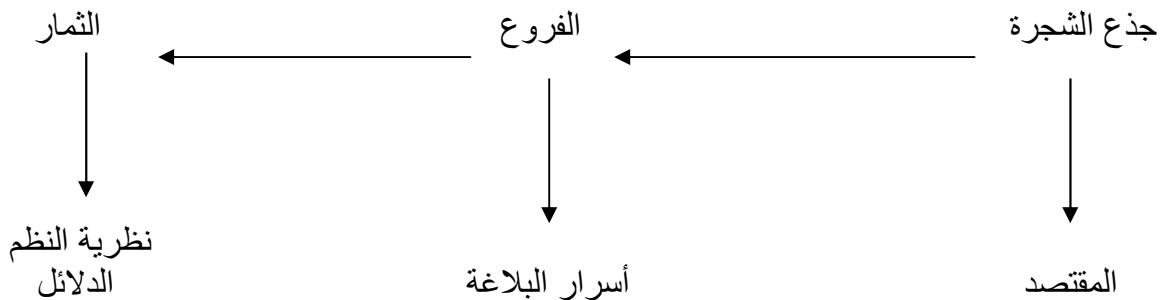 جذع الشجرة
الفروع
الثمار
المقتصد
أسرار البلاغة
نظرية النظم
الدلائل